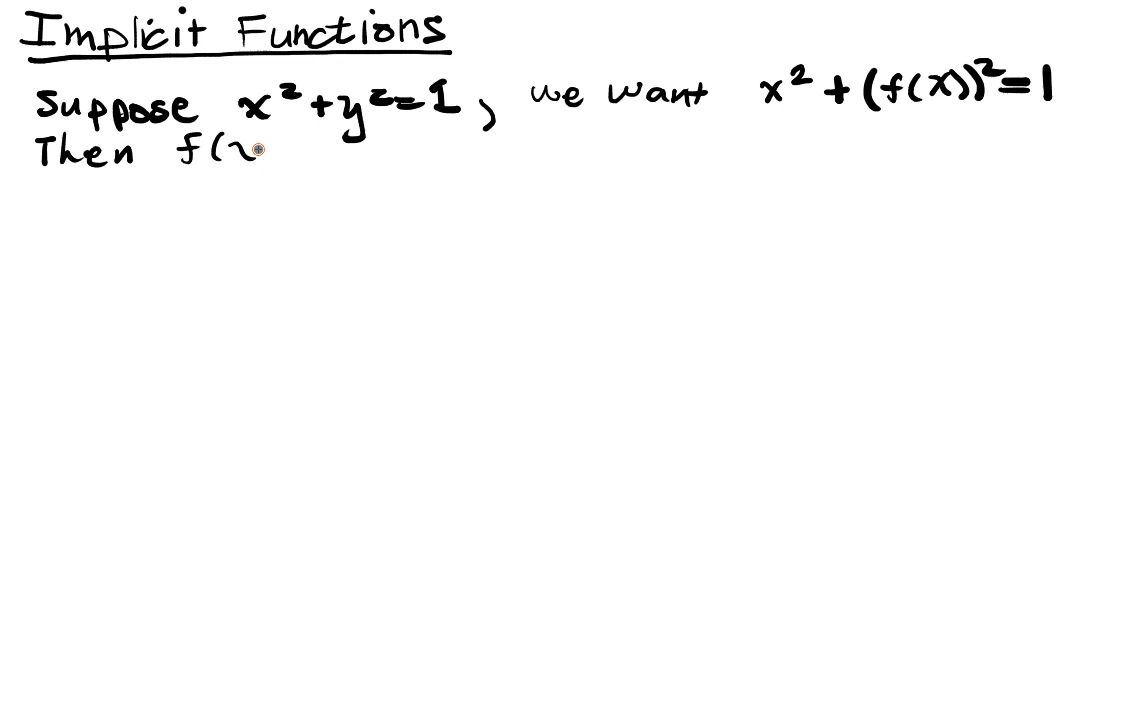 Implicit Functions
Suppose x²+y²=1, we want x²+(f(x))²=1
Then f(